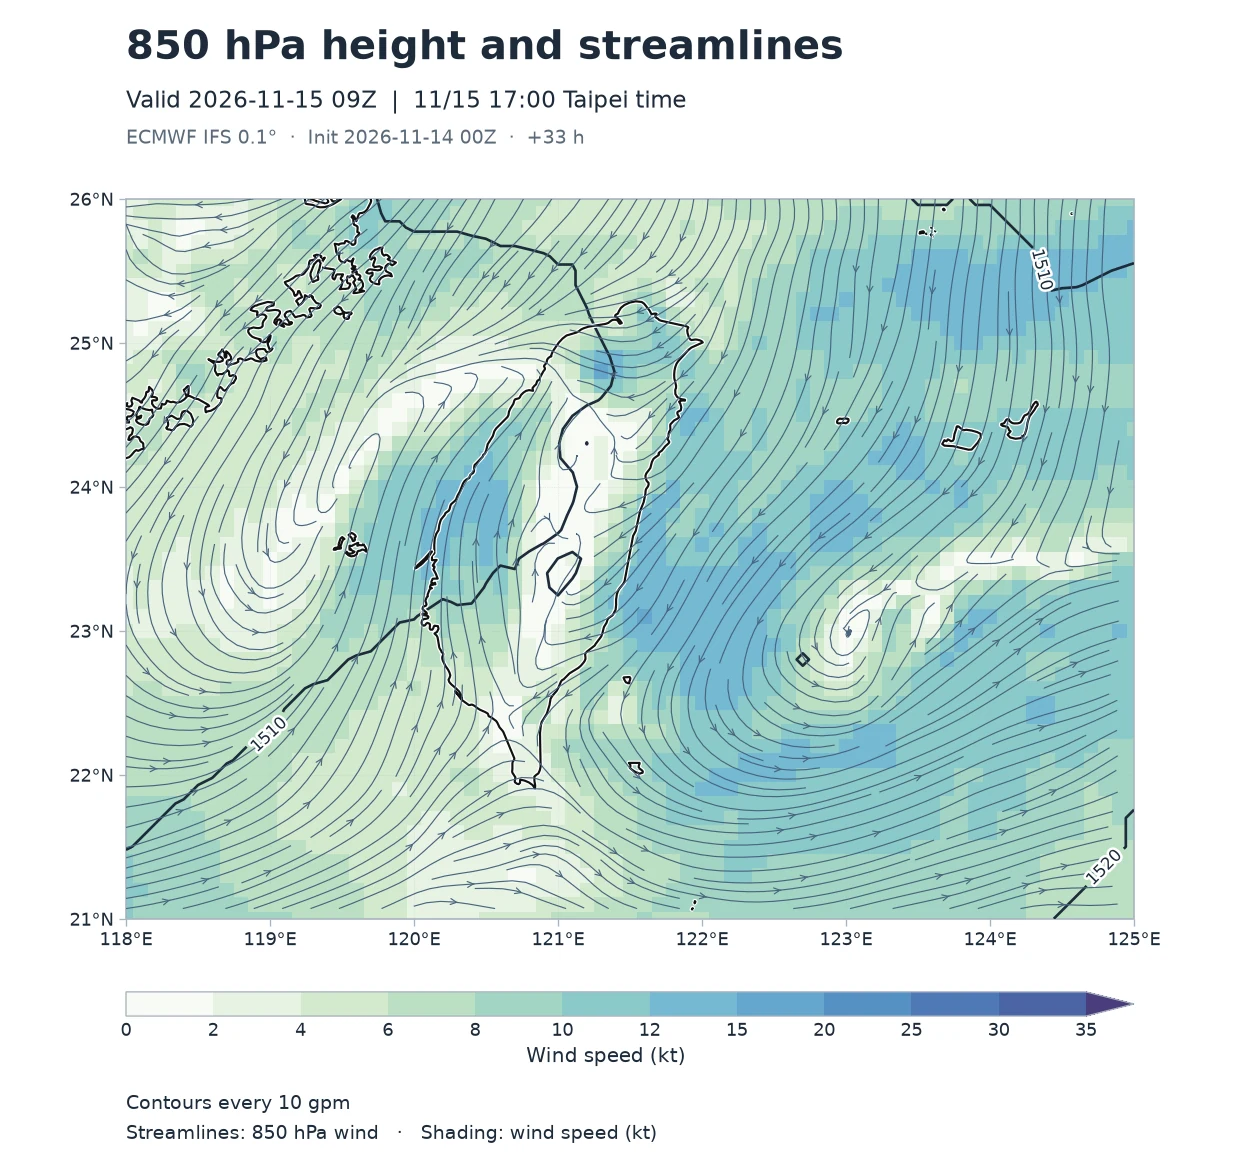 850 hPa height and streamlines
Valid 2026-11-15 09Z | 11/15 17:00 Taipei time
ECMWF IFS 0.1° · Init 2026-11-14 00Z · +33 h
26°N
1510
25°N
24°N
23°N
1510
22°N
1520
21°N
118°E 119°E 120°E 121°E 122°E 123°E 124°E 125°E
0 2 4 6 8 10 12 15 20 25 30 35
Wind speed (kt)
Contours every 10 gpm
Streamlines: 850 hPa wind · Shading: wind speed (kt)